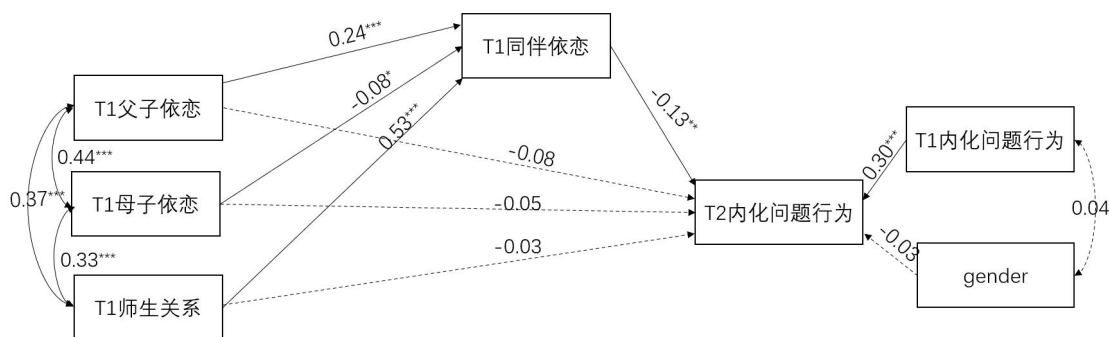 0.24***
T1同伴依恋
T1父子依恋
-0.08*
0.53***
-0.13**
0.44***
-0.08
0.30***
T1内化问题行为
0.37***
T1母子依恋
-0.05
T2内化问题行为
0.04
0.33***
-0.03
-0.03
gender
T1师生关系